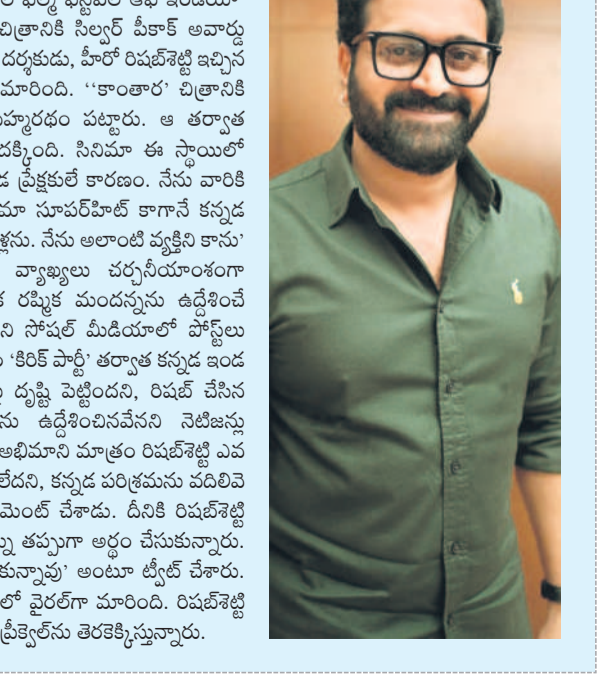 ఫిల్మ్ ఫెస్టివల్ ఆఫ్ ఇండియా
చిత్రానికి సిల్వర్ పీకాక్ అవార్డు
దర్శకుడు, హీరో రిషబ్‌శెట్టి ఇచ్చిన
మారింది. ‘‘కాంతార’ చిత్రానికి
హ్మరథం పట్టారు. ఆ తర్వాత
దక్కింది. సినిమా ఈ స్థాయిలో
డ ప్రేక్షకులే కారణం. నేను వారికి
మా సూపర్‌హిట్ కాగానే కన్నడ
ళ్లను. నేను అలాంటి వ్యక్తిని కాను’
వ్యాఖ్యలు చర్చనీయాంశంగా
క రష్మిక మందన్నను ఉద్దేశించే
ని సోషల్ మీడియాలో పోస్ట్‌లు
‘కిరిక్ పార్టీ’ తర్వాత కన్నడ ఇండ
దృష్టి పెట్టిందని, రిషబ్ చేసిన
ను ఉద్దేశించినవేనని నెటిజన్లు
అభిమాని మాత్రం రిషబ్‌శెట్టి ఎవ
లేదని, కన్నడ పరిశ్రమను వదిలివె
మెంట్ చేశాడు. దీనికి రిషబ్‌శెట్టి
న్ను తప్పుగా అర్థం చేసుకున్నారు.
కున్నావు’ అంటూ ట్వీట్ చేశారు.
లో వైరల్‌గా మారింది. రిషబ్‌శెట్టి
ప్రీక్వెల్‌ను తెరకెక్కిస్తున్నారు.